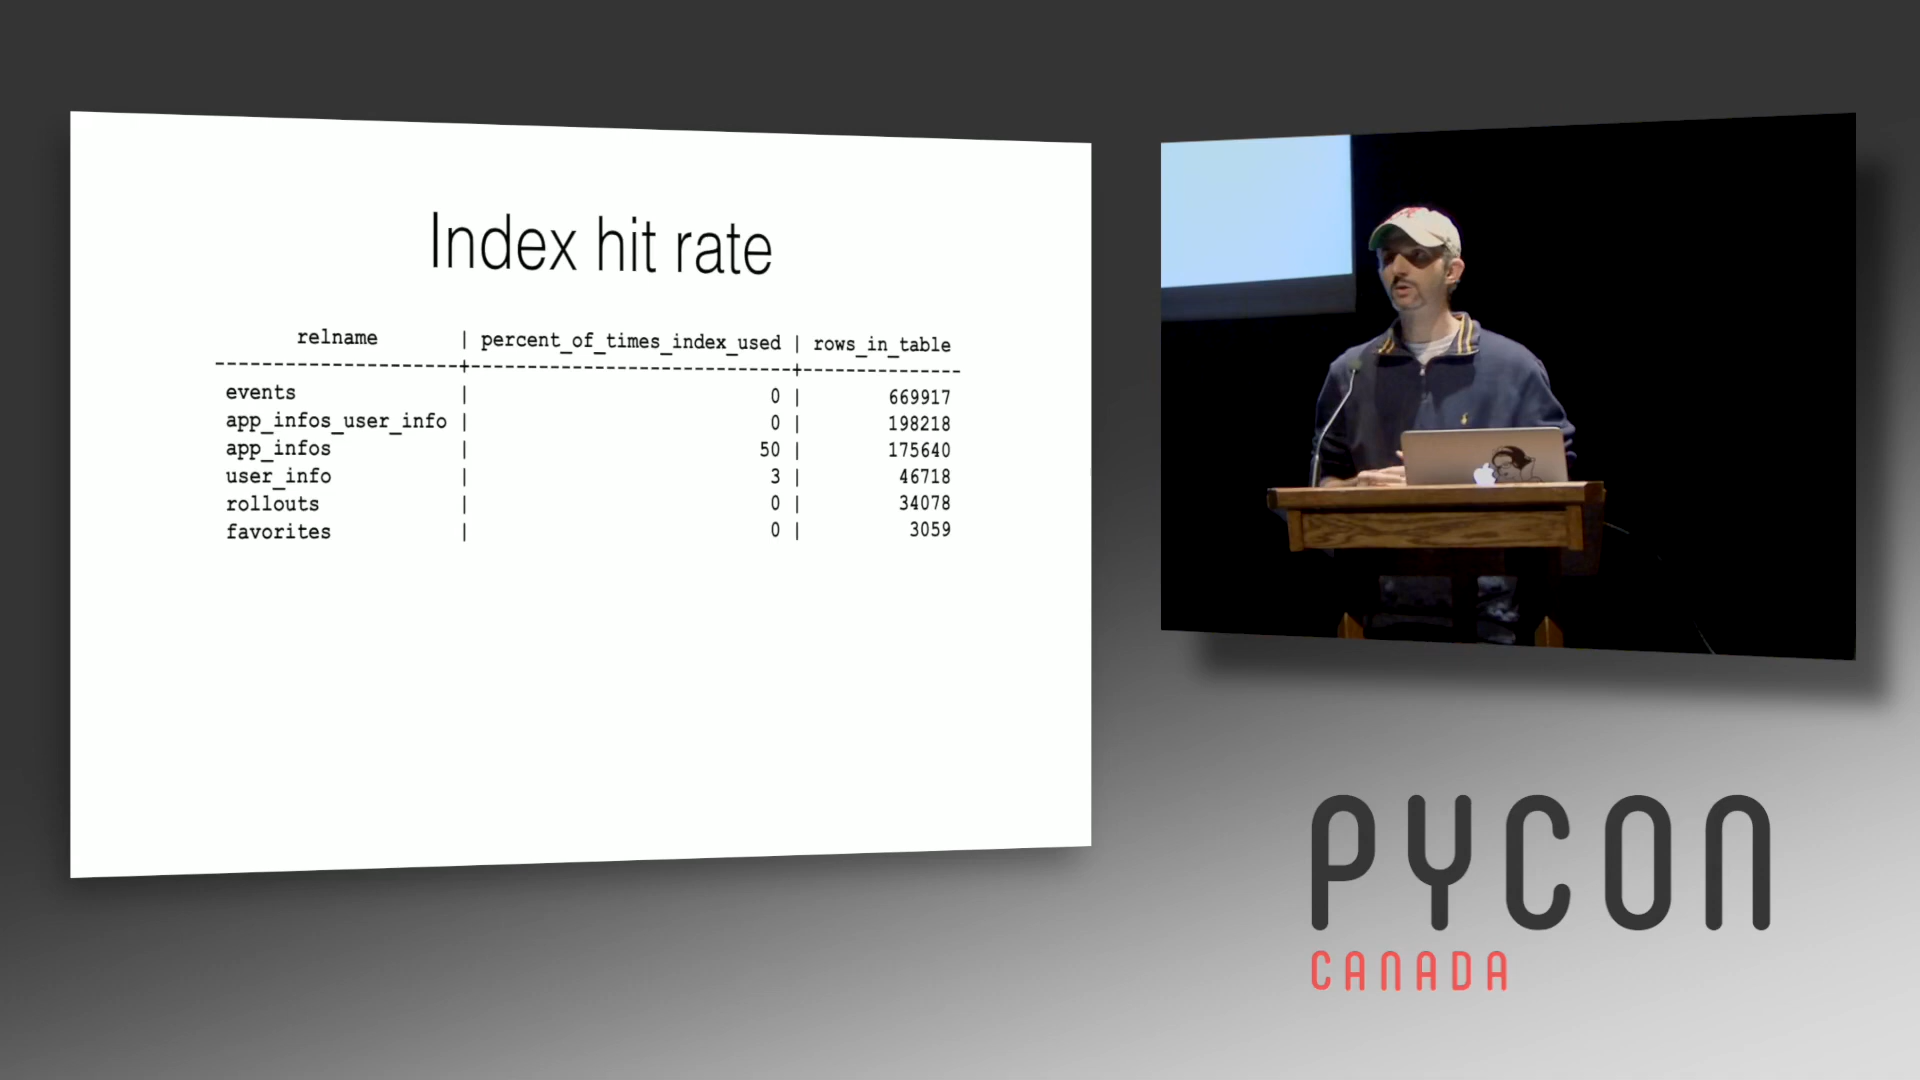 Index hit rate
relname | percent_of_times_index_used | rows_in_table
---------------------+---------------------------+---------------
events | 0 | 669917
app_infos_user_info | 0 | 198218
app_infos | 50 | 175640
user_info | 3 | 46718
rollouts | 0 | 34078
favorites | 0 | 3059
PYCON
CANADA